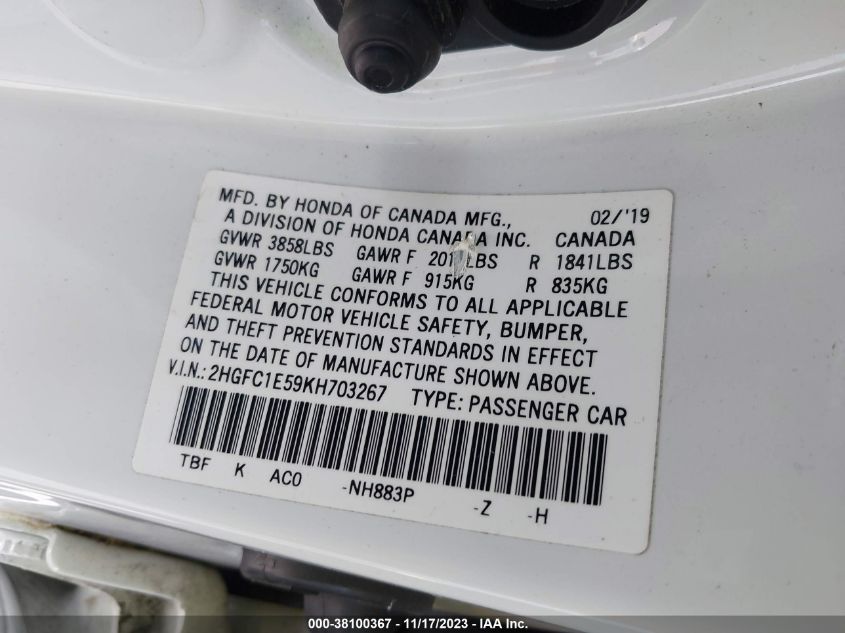 MFD. BY HONDA OF CANADA MFG., 02/'19
A DIVISION OF HONDA CANADA INC. CANADA
GVWR 3858LBS GAWR F LBS R 1841LBS
GVWR 1750KG GAWR F 915KG R 835KG
THIS VEHICLE CONFORMS TO ALL APPLICABLE
FEDERAL MOTOR VEHICLE SAFETY, BUMPER,
AND THEFT PREVENTION STANDARDS IN EFFECT
ON THE DATE OF MANUFACTURE SHOWN ABOVE.
V.I.N.: 2HGFC1E59KH703267 TYPE: PASSENGER CAR
TBF K AC0 -NH883P -Z -H
000-38100367 - 11/17/2023 - IAA Inc.